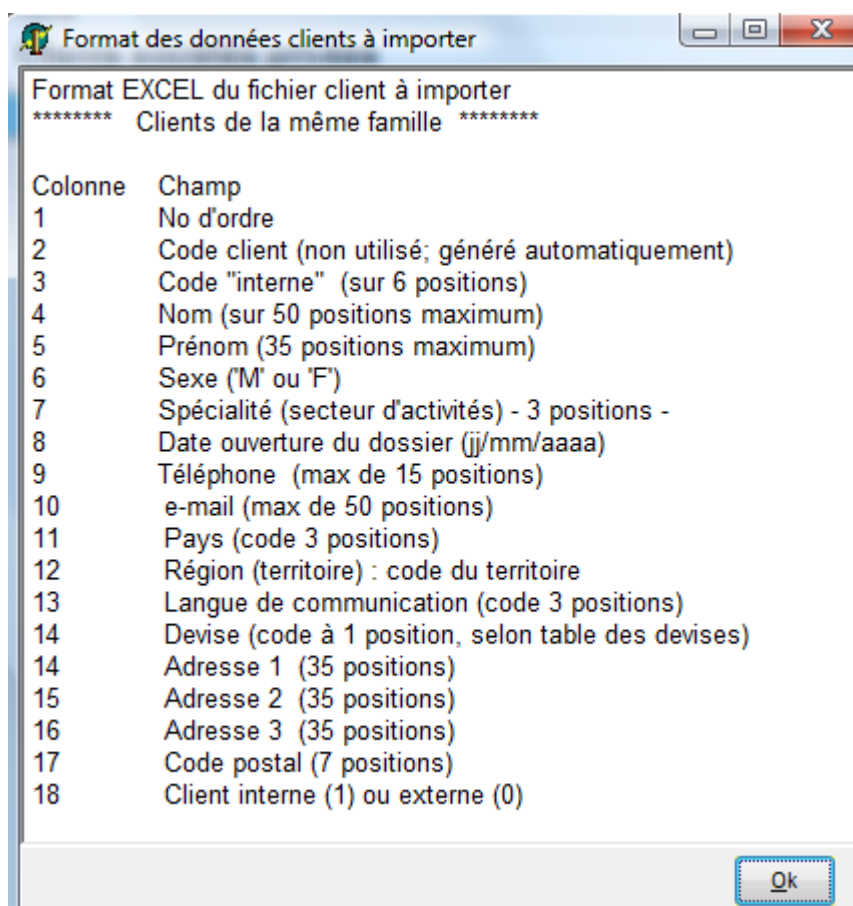 Format des données clients à importer
Format EXCEL du fichier client à importer
******** Clients de la même famille ********
Colonne Champ
1 No d'ordre
2 Code client (non utilisé; généré automatiquement)
3 Code "interne" (sur 6 positions)
4 Nom (sur 50 positions maximum)
5 Prénom (35 positions maximum)
6 Sexe ('M' ou 'F')
7 Spécialité (secteur d'activités) - 3 positions -
8 Date ouverture du dossier (jj/mm/aaaa)
9 Téléphone (max de 15 positions)
10 e-mail (max de 50 positions)
11 Pays (code 3 positions)
12 Région (territoire) : code du territoire
13 Langue de communication (code 3 positions)
14 Devise (code à 1 position, selon table des devises)
14 Adresse 1 (35 positions)
15 Adresse 2 (35 positions)
16 Adresse 3 (35 positions)
17 Code postal (7 positions)
18 Client interne (1) ou externe (0)
Ok